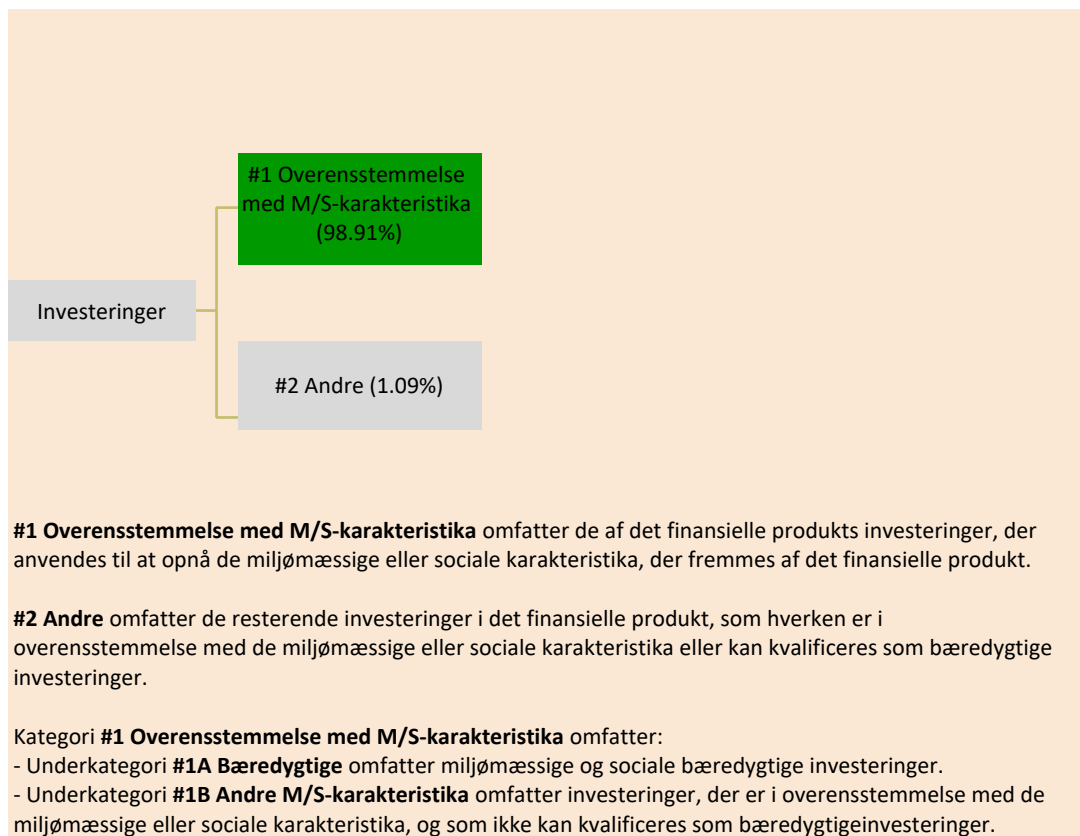 #1 Overensstemmelse
med M/S-karakteristika
(98.91%)
Investeringer
#2 Andre (1.09%)
#1 Overensstemmelse med M/S-karakteristika omfatter de af det finansielle produkts investeringer, der
anvendes til at opnå de miljømæssige eller sociale karakteristika, der fremmes af det finansielle produkt.
#2 Andre omfatter de resterende investeringer i det finansielle produkt, som hverken er i
overensstemmelse med de miljømæssige eller sociale karakteristika eller kan kvalificeres som bæredygtige
investeringer.
Kategori #1 Overensstemmelse med M/S-karakteristika omfatter:
- Underkategori #1A Bæredygtige omfatter miljømæssige og sociale bæredygtige investeringer.
- Underkategori #1B Andre M/S-karakteristika omfatter investeringer, der er i overensstemmelse med de
miljømæssige eller sociale karakteristika, og som ikke kan kvalificeres som bæredygtigeinvesteringer.